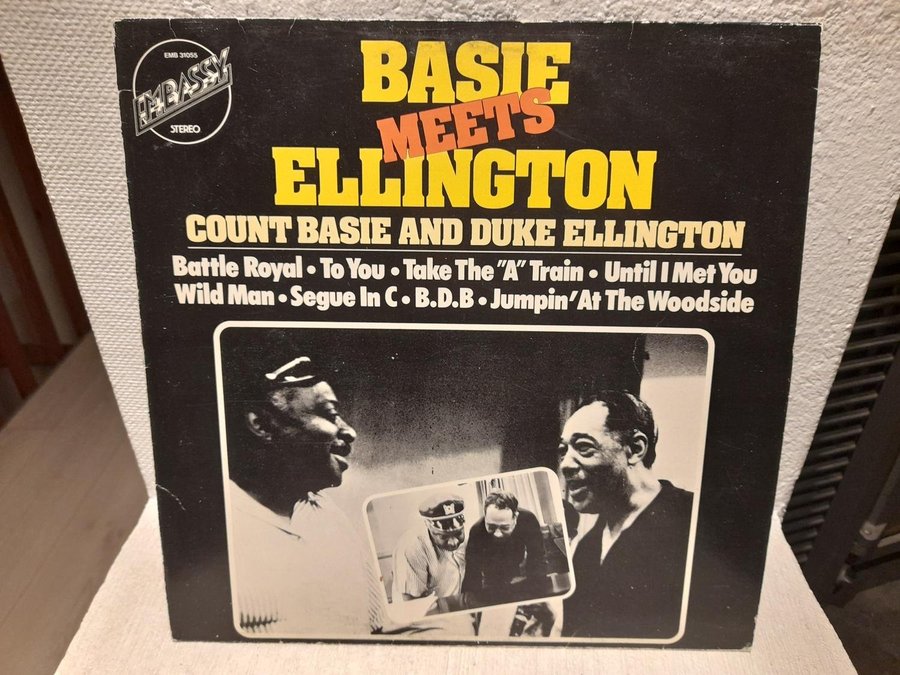 EMB 31055
EMBASSY
STEREO
BASIE
MEETS
ELLINGTON
COUNT BASIE AND DUKE ELLINGTON
Battle Royal • To You • Take The "A" Train • Until I Met You
Wild Man • Segue In C • B.D.B • Jumpin' At The Woodside